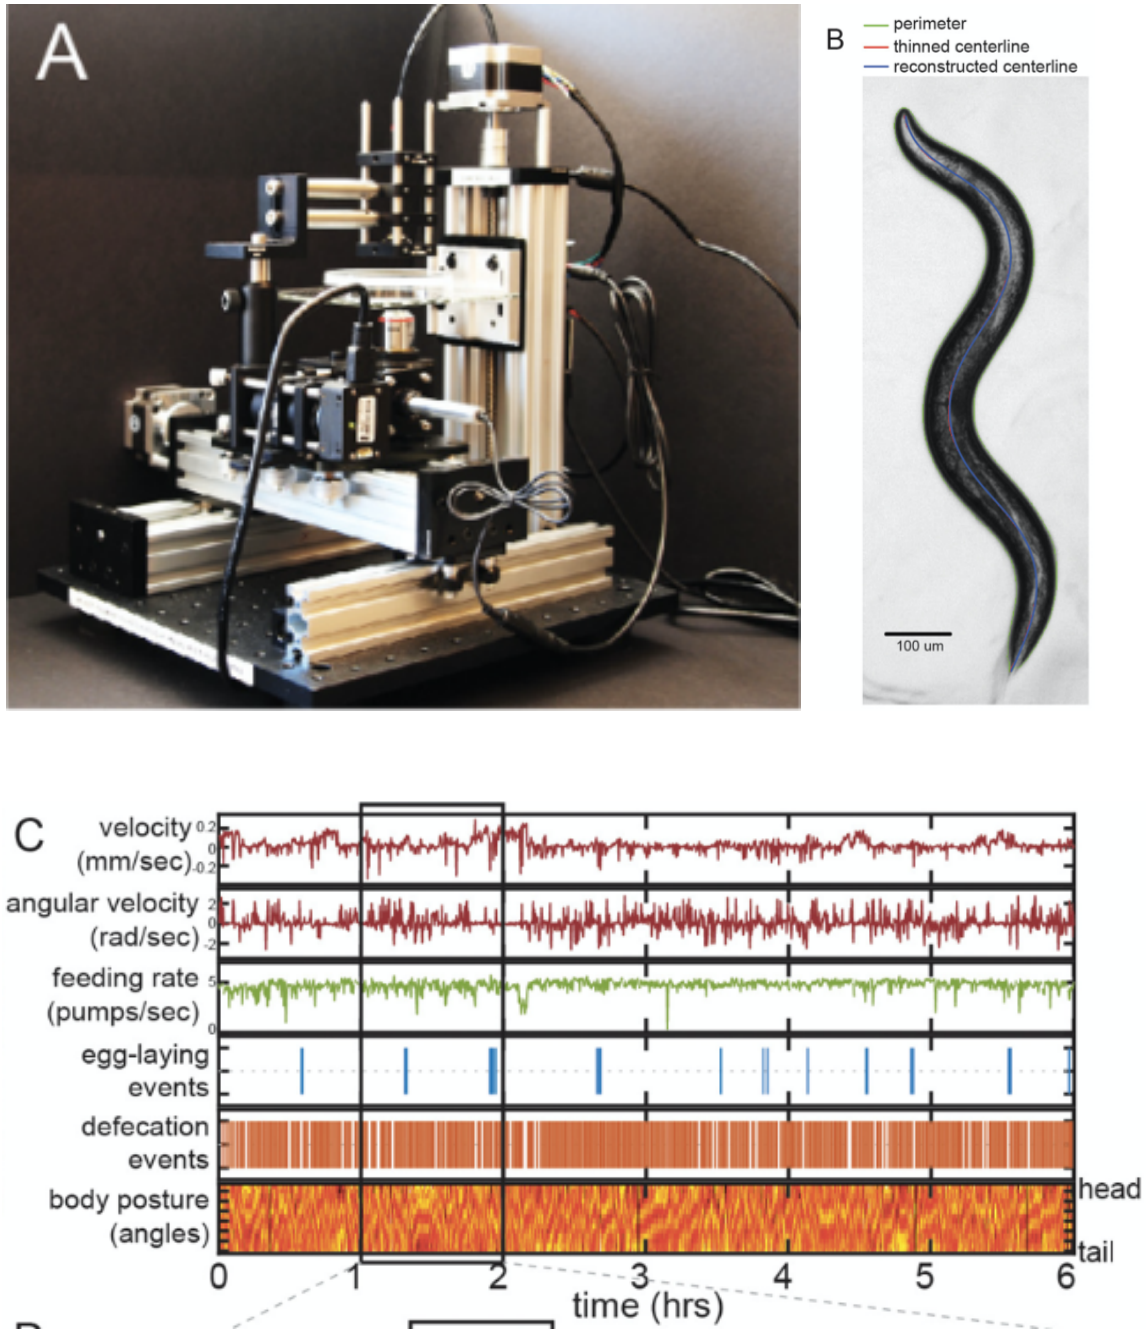 A
B
perimeter
thinned centerline
reconstructed centerline
100 um
C
velocity
(mm/sec)
0.2
0
-0.2
angular velocity
(rad/sec)
2
0
-2
feeding rate
(pumps/sec)
5
0
egg-laying
events
defecation
events
body posture
(angles)
head
tail
0 1 2 3 4 5 6
time (hrs)